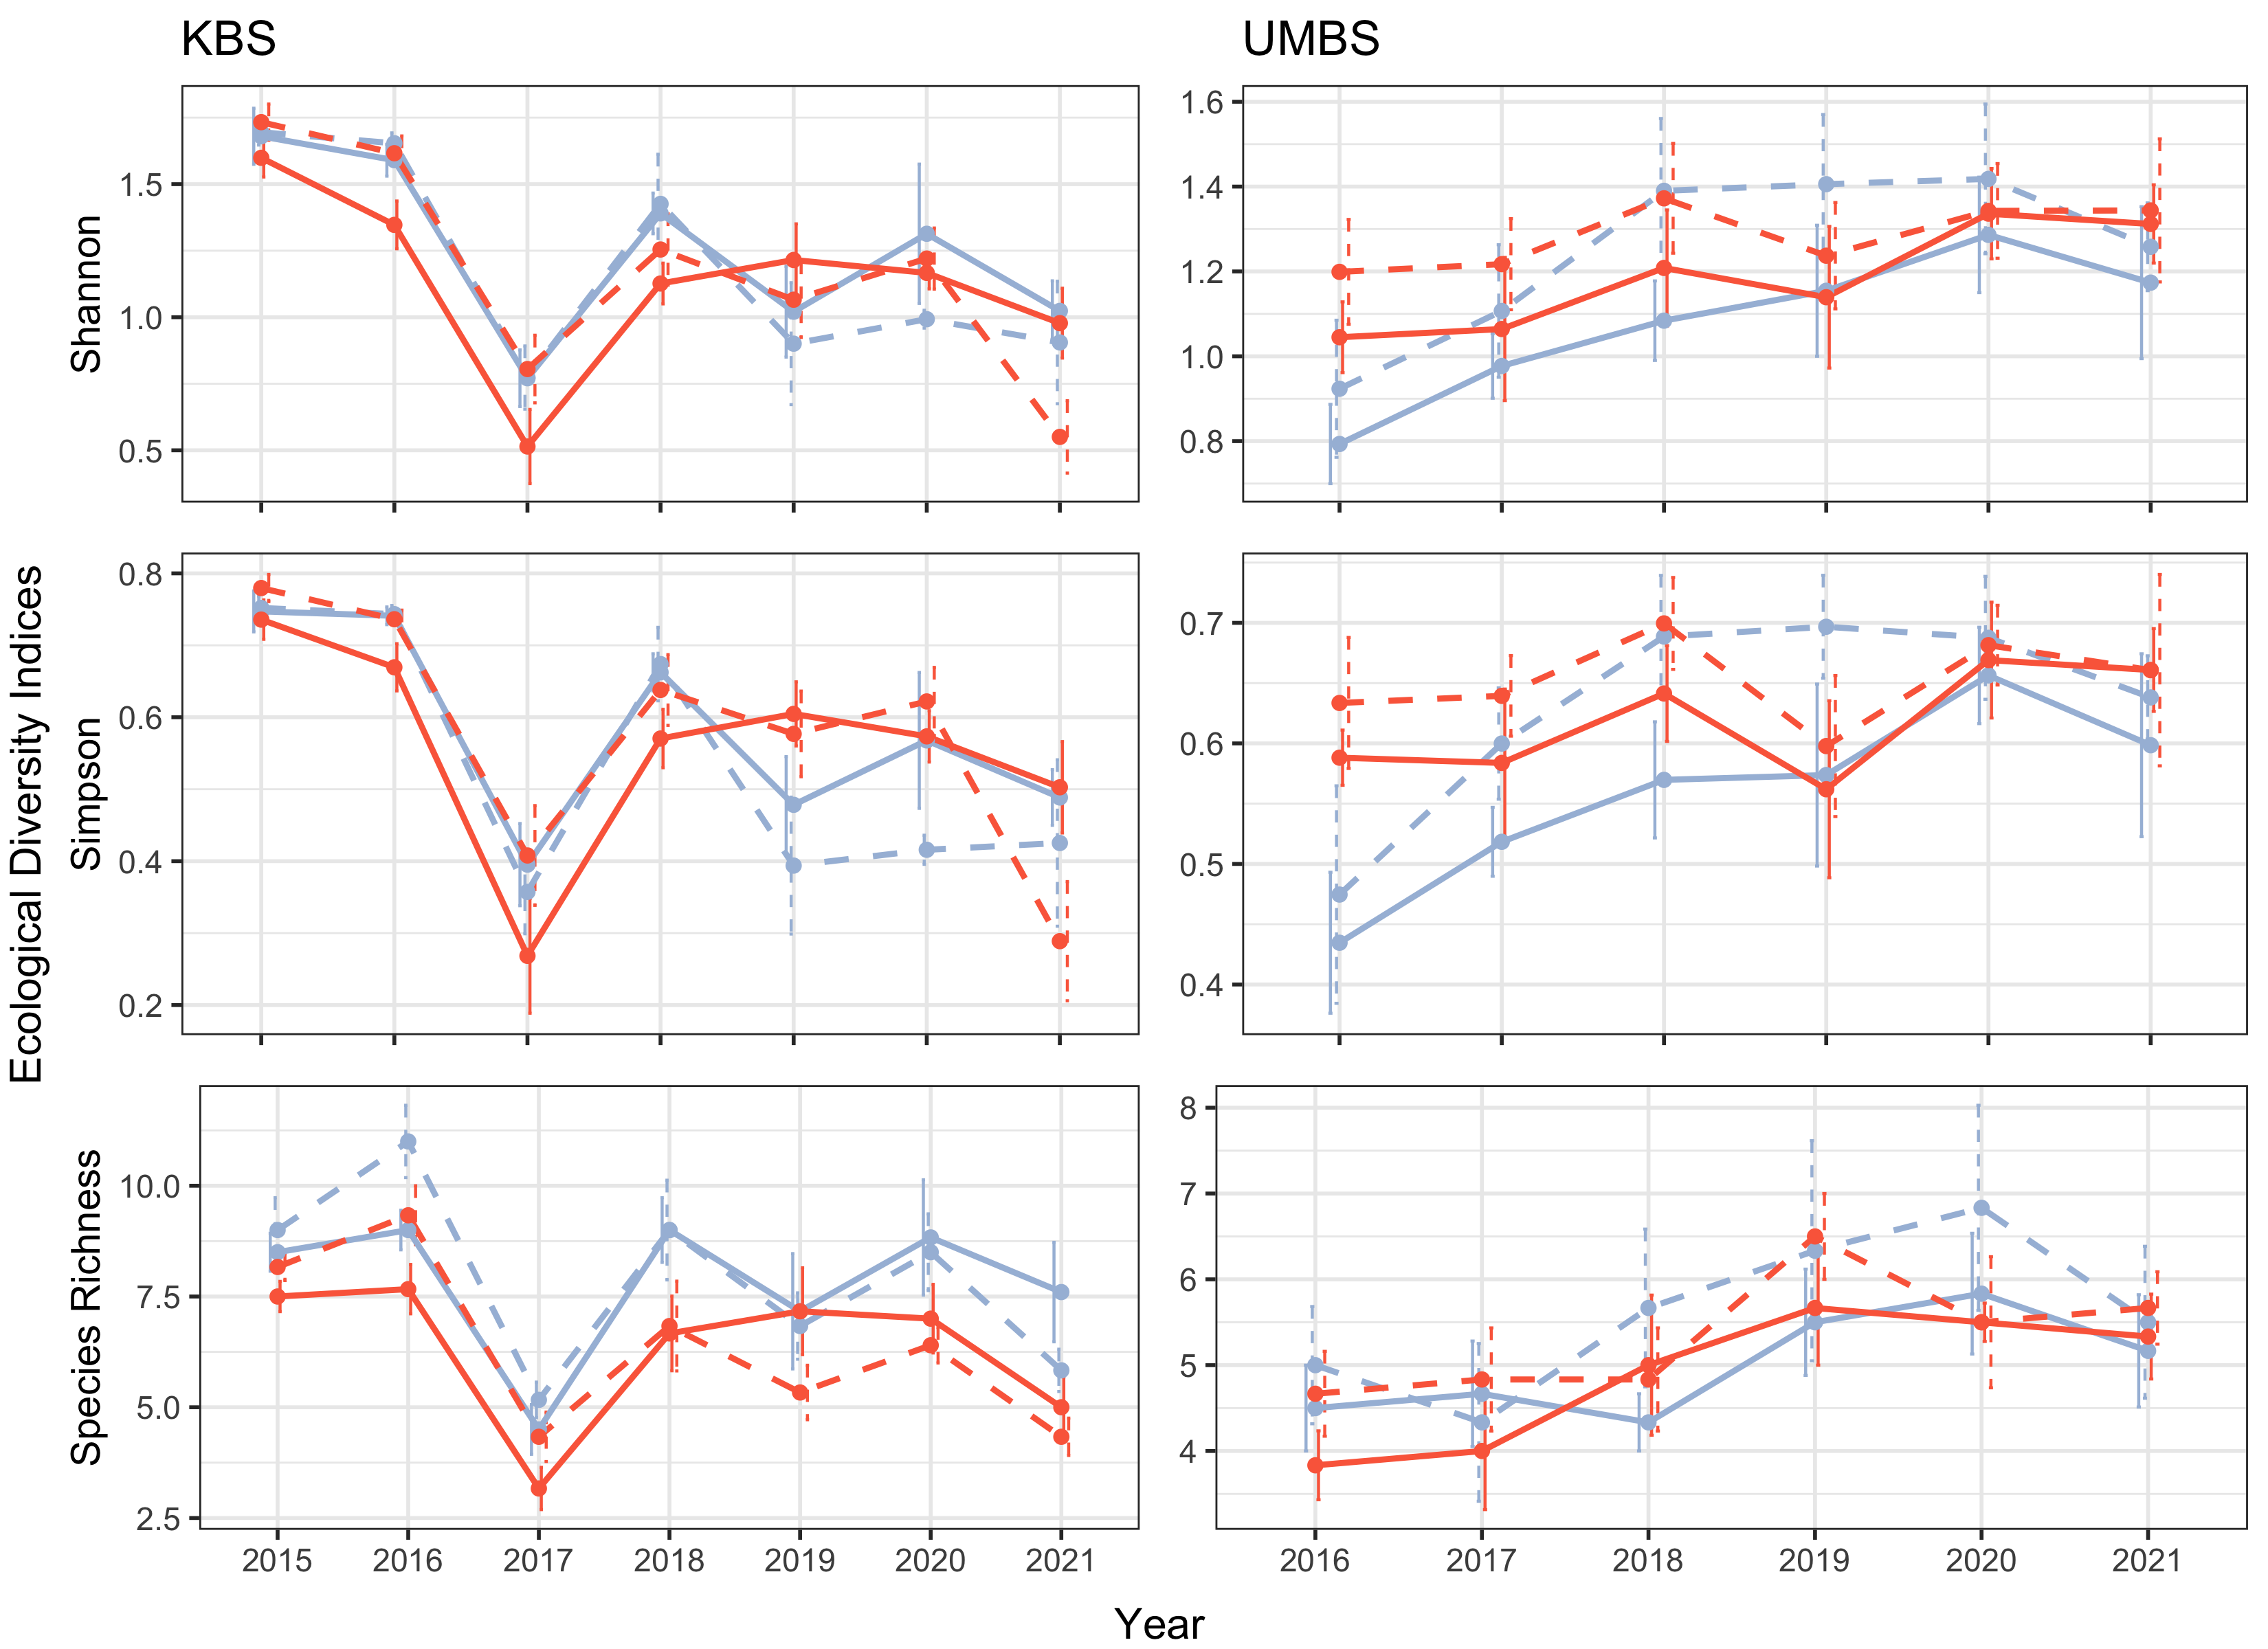 KBS
UMBS
Ecological Diversity Indices
Shannon
1.5
1.0
0.5
1.6
1.4
1.2
1.0
0.8
Simpson
0.8
0.6
0.4
0.2
0.7
0.6
0.5
0.4
Species Richness
10.0
7.5
5.0
2.5
8
7
6
5
4
2015 2016 2017 2018 2019 2020 2021
2016 2017 2018 2019 2020 2021
Year